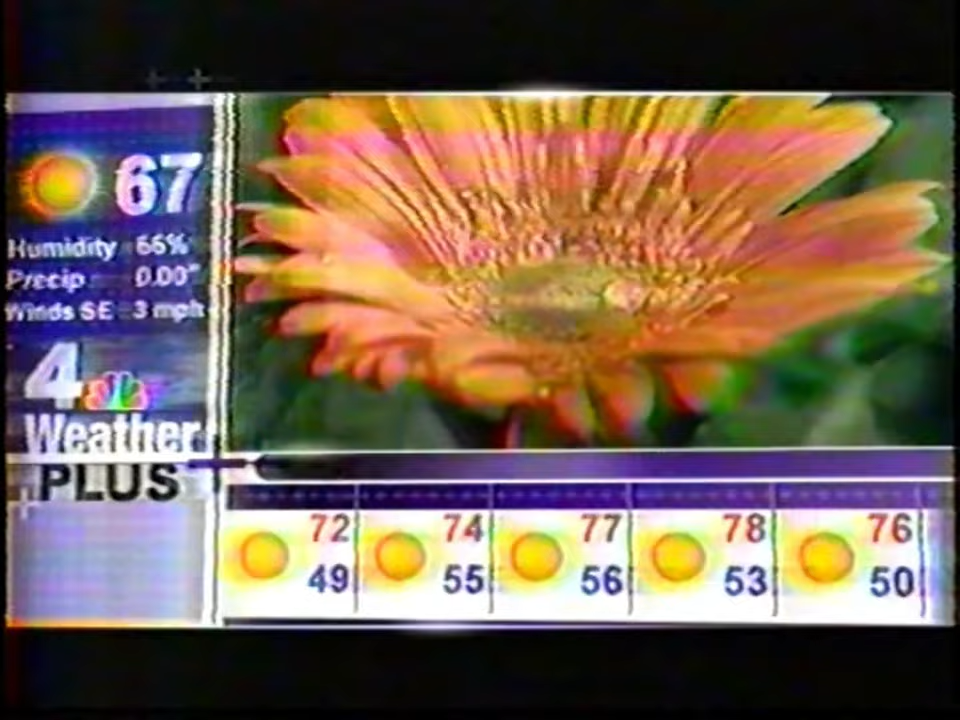 67
Humidity 66%
Precip 0.00"
Winds SE 3 mph
4
Weather
PLUS
72 74 77 78 76
49 55 56 53 50